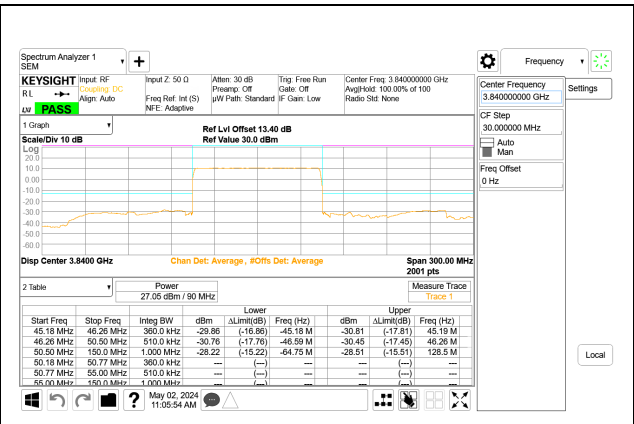 Spectrum Analyzer 1
SEM
Frequency
KEYSIGHT Input: RF Input Z: 50 Ω Atten: 30 dB Trig: Free Run Center Freq: 3.840000000 GHz
RL Coupling: DC Preamp: Off Gate: Off Avg|Hold: 100.00% of 100
Align: Auto Freq Ref: Int (S) µW Path: Standard IF Gain: Low Radio Std: None
LXI PASS NFE: Adaptive
Center Frequency
3.840000000 GHz
Settings
CF Step
30.000000 MHz
Auto
Man
Freq Offset
0 Hz
Local
1 Graph
Ref Lvl Offset 13.40 dB
Scale/Div 10 dB Ref Value 30.0 dBm
Log
20.0
10.0
0.00
-10.0
-20.0
-30.0
-40.0
-50.0
-60.0
Disp Center 3.8400 GHz Chan Det: Average , #Offs Det: Average Span 300.00 MHz
2001 pts
2 Table Power Measure Trace
27.05 dBm / 90 MHz Trace 1
Lower Upper
Start Freq Stop Freq Integ BW dBm ΔLimit(dB) Freq (Hz) dBm ΔLimit(dB) Freq (Hz)
45.18 MHz 46.26 MHz 360.0 kHz -29.86 (-16.86) -45.18 M -30.81 (-17.81) 45.19 M
46.26 MHz 50.50 MHz 510.0 kHz -30.76 (-17.76) -46.59 M -30.45 (-17.45) 46.26 M
50.50 MHz 150.0 MHz 1.000 MHz -28.22 (-15.22) -64.75 M -28.51 (-15.51) 128.5 M
50.18 MHz 50.77 MHz 360.0 kHz --- (---) --- (---)
50.77 MHz 55.00 MHz 510.0 kHz --- (---) --- (---)
55.00 MHz 150.0 MHz 1.000 MHz --- (---) --- (---)
May 02, 2024
11:05:54 AM